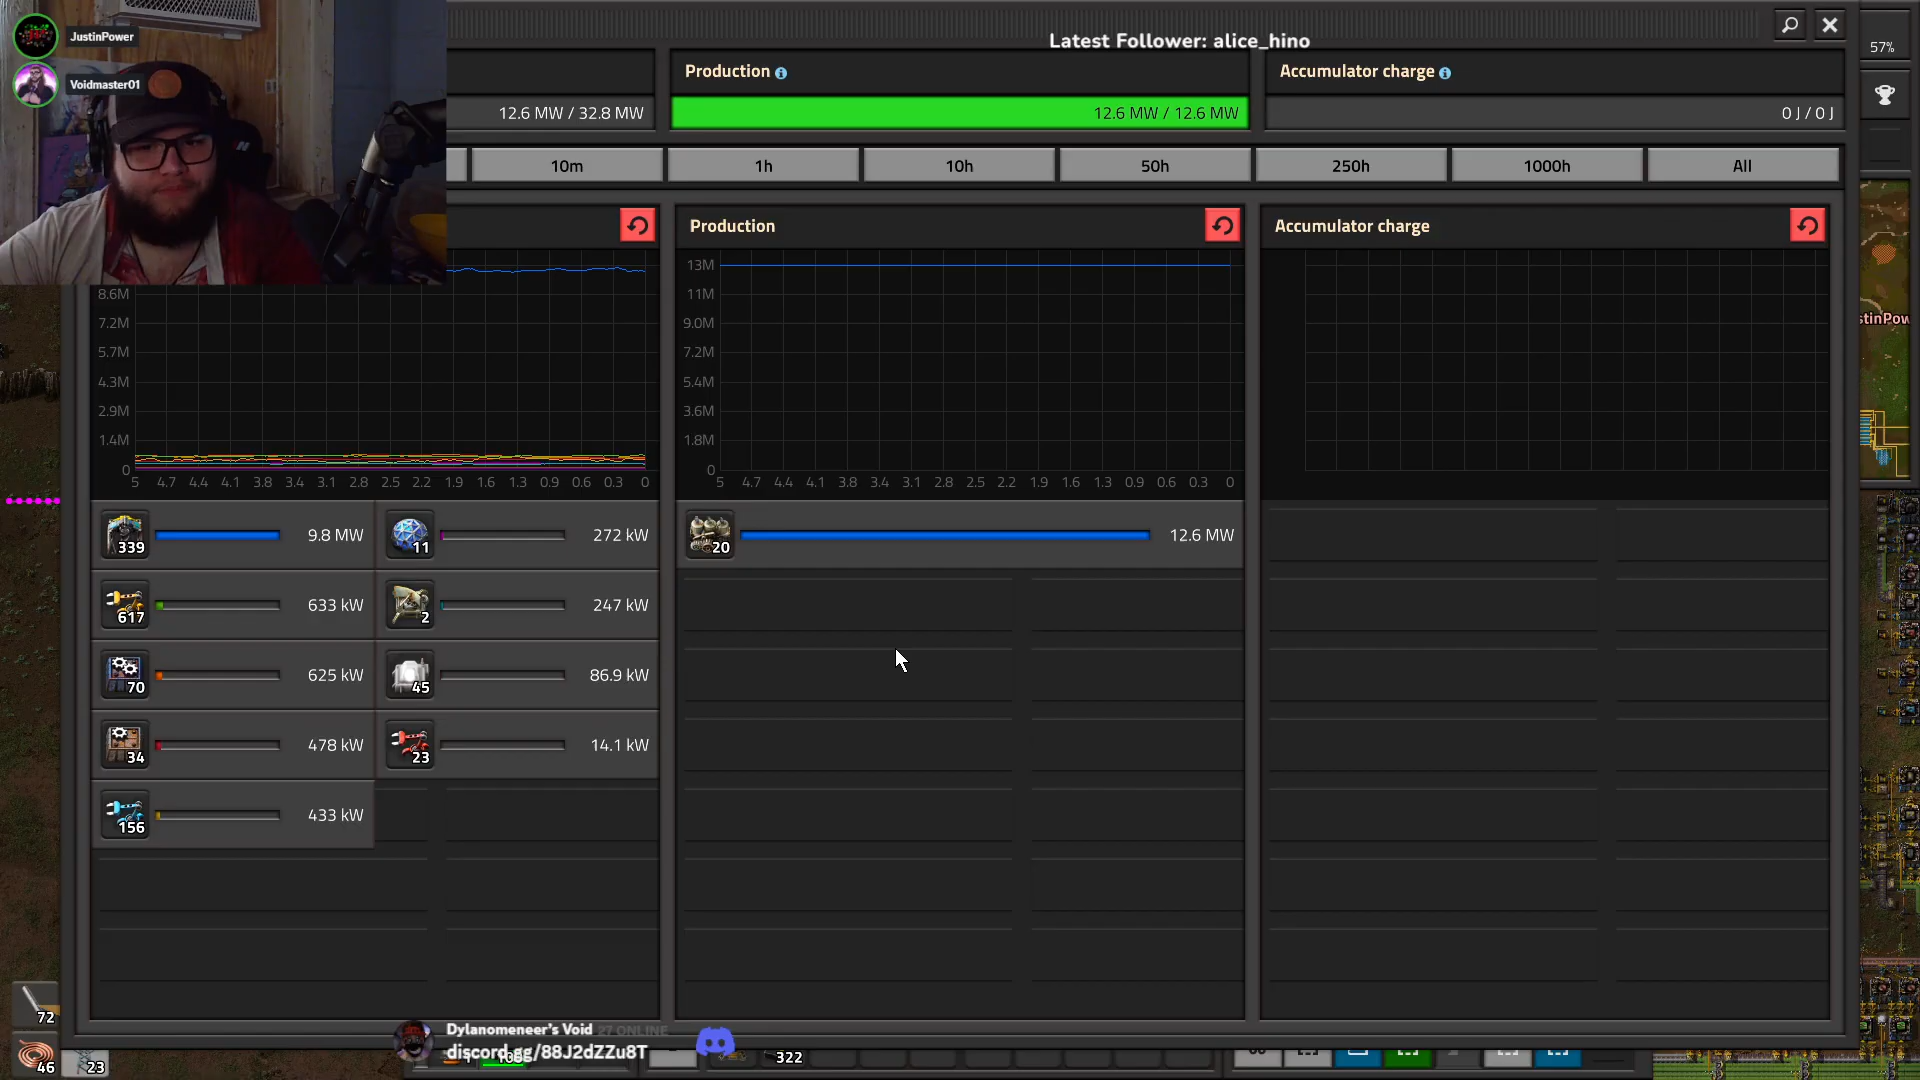 JustinPower
Voidmaster01
Latest Follower: alice_hino
57%
Production
Accumulator charge
12.6 MW / 32.8 MW
12.6 MW / 12.6 MW
0 J / 0 J
10m
1h
10h
50h
250h
1000h
All
Production
Accumulator charge
8.6M
7.2M
5.7M
4.3M
2.9M
1.4M
0
5 4.7 4.4 4.1 3.8 3.4 3.1 2.8 2.5 2.2 1.9 1.6 1.3 0.9 0.6 0.3 0
13M
11M
9.0M
7.2M
5.4M
3.6M
1.8M
0
5 4.7 4.4 4.1 3.8 3.4 3.1 2.8 2.5 2.2 1.9 1.6 1.3 0.9 0.6 0.3 0
stinPow
339 9.8 MW
11 272 kW
20 12.6 MW
617 633 kW
2 247 kW
70 625 kW
45 86.9 kW
34 478 kW
23 14.1 kW
156 433 kW
72
46
23
Dylanomeneer's Void 27 ONLINE
discord.gg/88J2dZZu8T
322